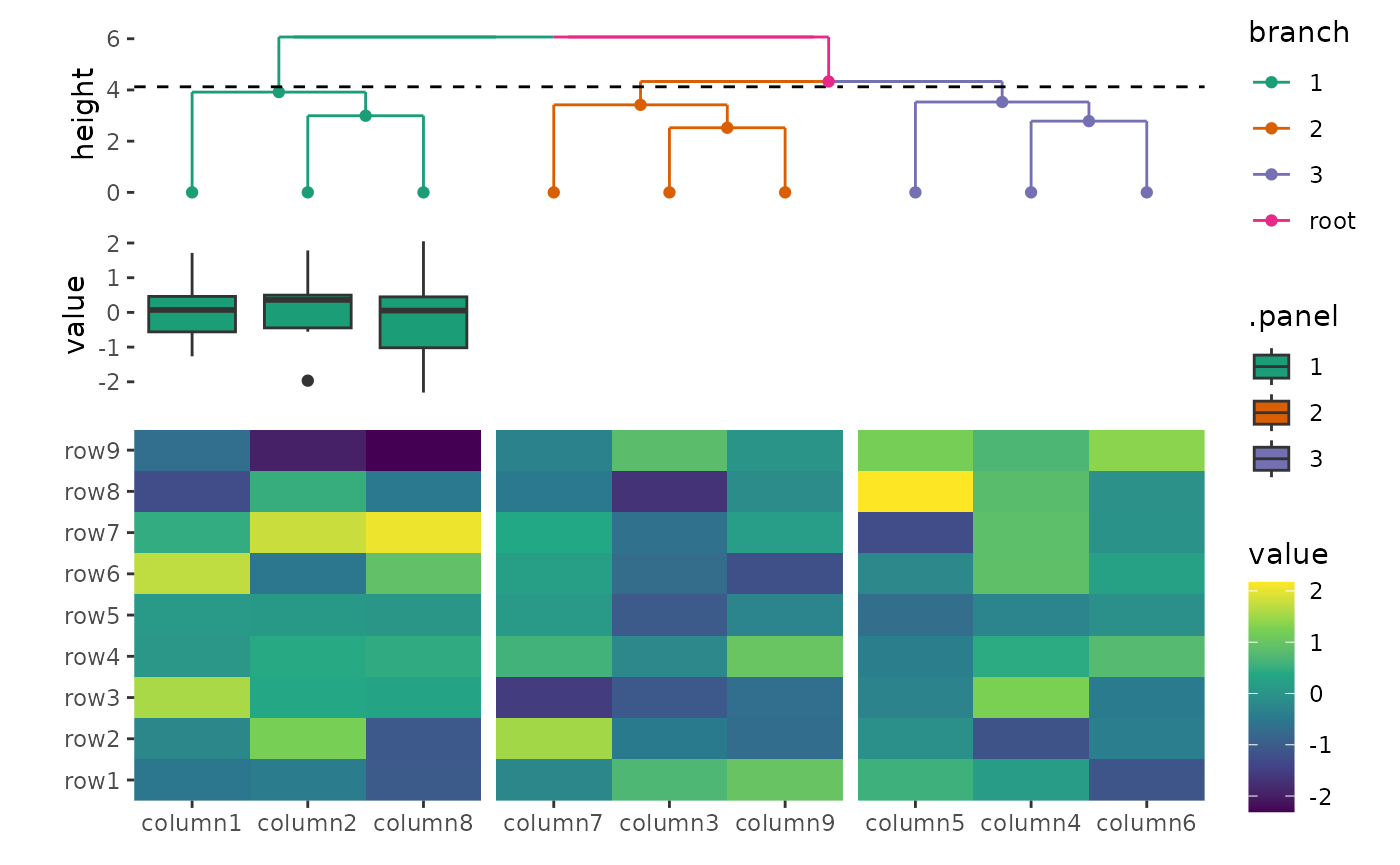 height
6
4
2
0
value
2
1
0
-1
-2
row9
row8
row7
row6
row5
row4
row3
row2
row1
column1 column2 column8 column7 column3 column9 column5 column4 column6
branch
1
2
3
root
.panel
1
2
3
value
2
1
0
-1
-2